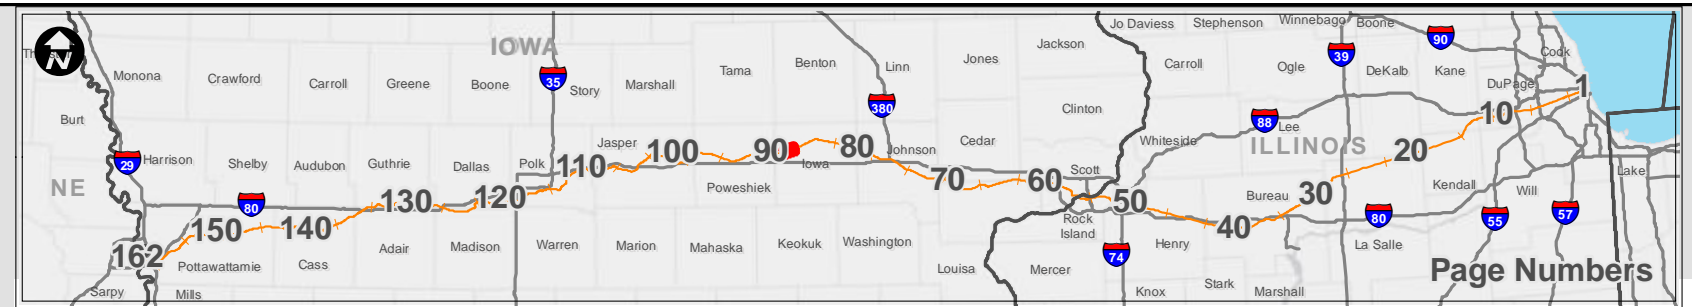 Jo Daviess Stephenson Winnebago Boone
IOWA
Jackson
90
39
Cook
N
Monona Crawford Carroll Greene Boone 35 Story Marshall Tama Benton Linn Jones Carroll Ogle DeKalb Kane
DuPage 1
Burt
380 Clinton
88 Lee 10
Whiteside
ILLINOIS
29 Harrison Shelby Audubon Guthrie Dallas Polk 110 Jasper 100 90 Iowa 80 Johnson Cedar Scott 20 Lake
NE 80 150 140 130 120 Poweshiek 70 60 50 Bureau 30 Kendall Will
162 Pottawattamie Cass Adair Madison Warren Marion Mahaska Keokuk Washington Rock
Island 40 80 55 57
74 Henry La Salle
Louisa Mercer
Stark Marshall
Sarpy Mills Knox
Page Numbers